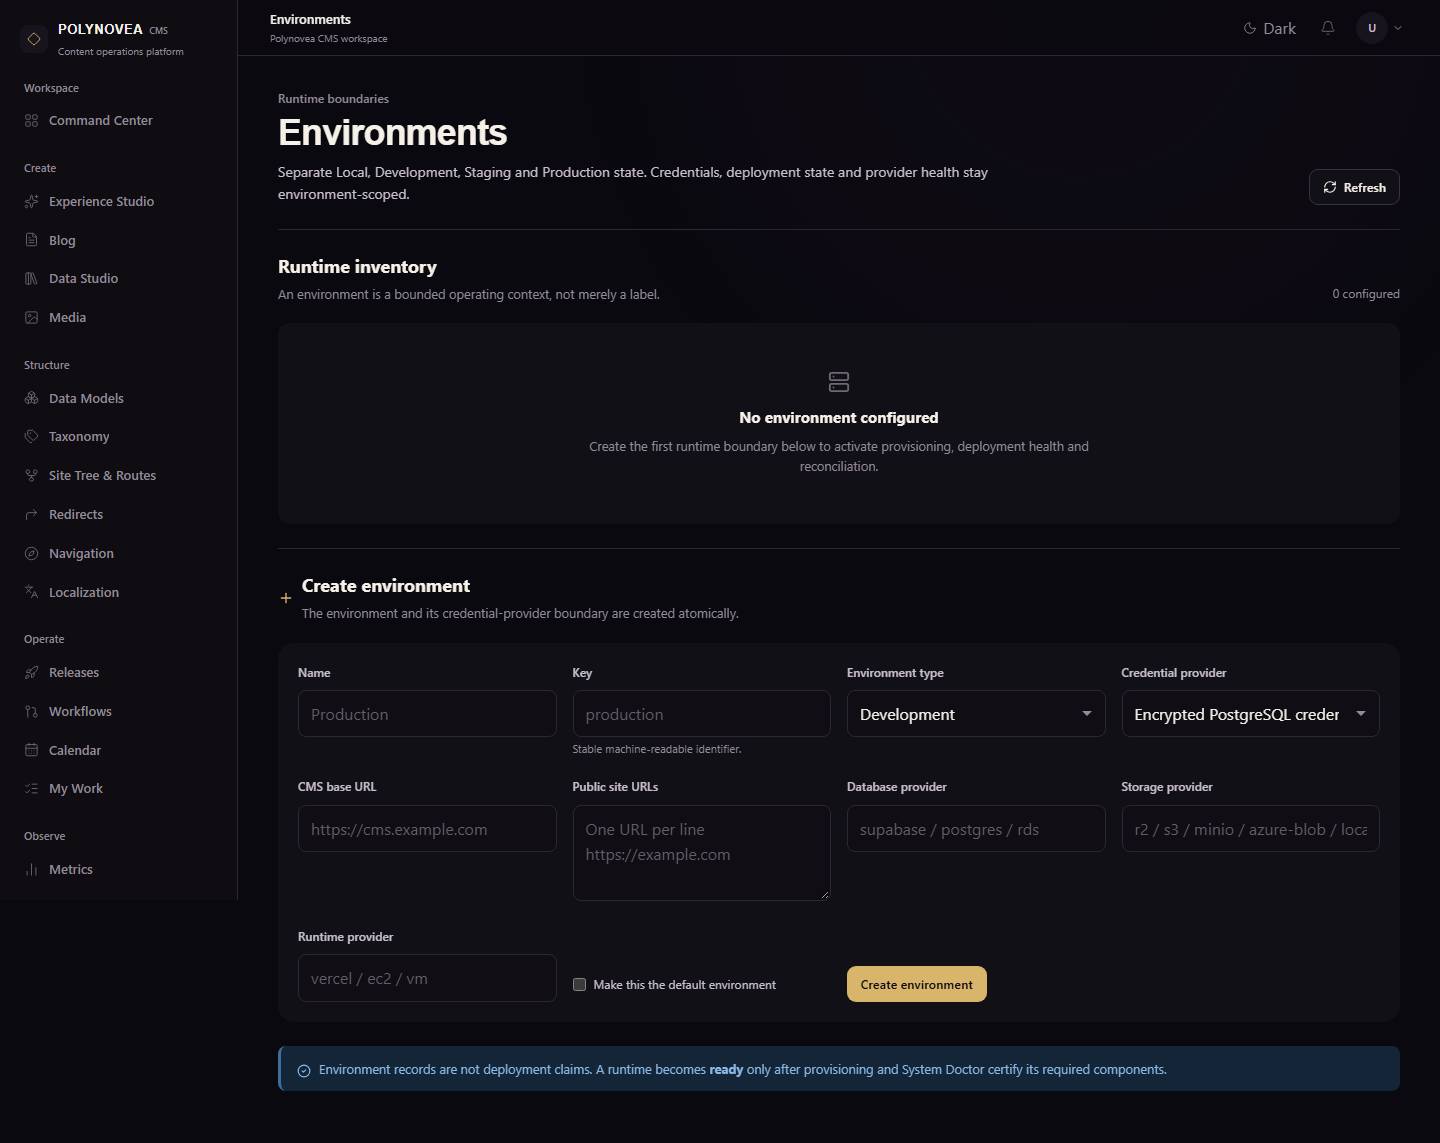 POLYNOVEA CMS
Content operations platform
Workspace
Command Center
Create
Experience Studio
Blog
Data Studio
Media
Structure
Data Models
Taxonomy
Site Tree & Routes
Redirects
Navigation
Localization
Operate
Releases
Workflows
Calendar
My Work
Observe
Metrics
Environments
Polynovea CMS workspace
Dark
U
Runtime boundaries
Environments
Separate Local, Development, Staging and Production state. Credentials, deployment state and provider health stay
environment-scoped.
Refresh
Runtime inventory
An environment is a bounded operating context, not merely a label.
0 configured
No environment configured
Create the first runtime boundary below to activate provisioning, deployment health and
reconciliation.
Create environment
The environment and its credential-provider boundary are created atomically.
Name
Production
Key
production
Stable machine-readable identifier.
Environment type
Development
Credential provider
Encrypted PostgreSQL creder
CMS base URL
https://cms.example.com
Public site URLs
One URL per line
https://example.com
Database provider
supabase / postgres / rds
Storage provider
r2 / s3 / minio / azure-blob / loca
Runtime provider
vercel / ec2 / vm
Make this the default environment
Create environment
Environment records are not deployment claims. A runtime becomes ready only after provisioning and System Doctor certify its required components.